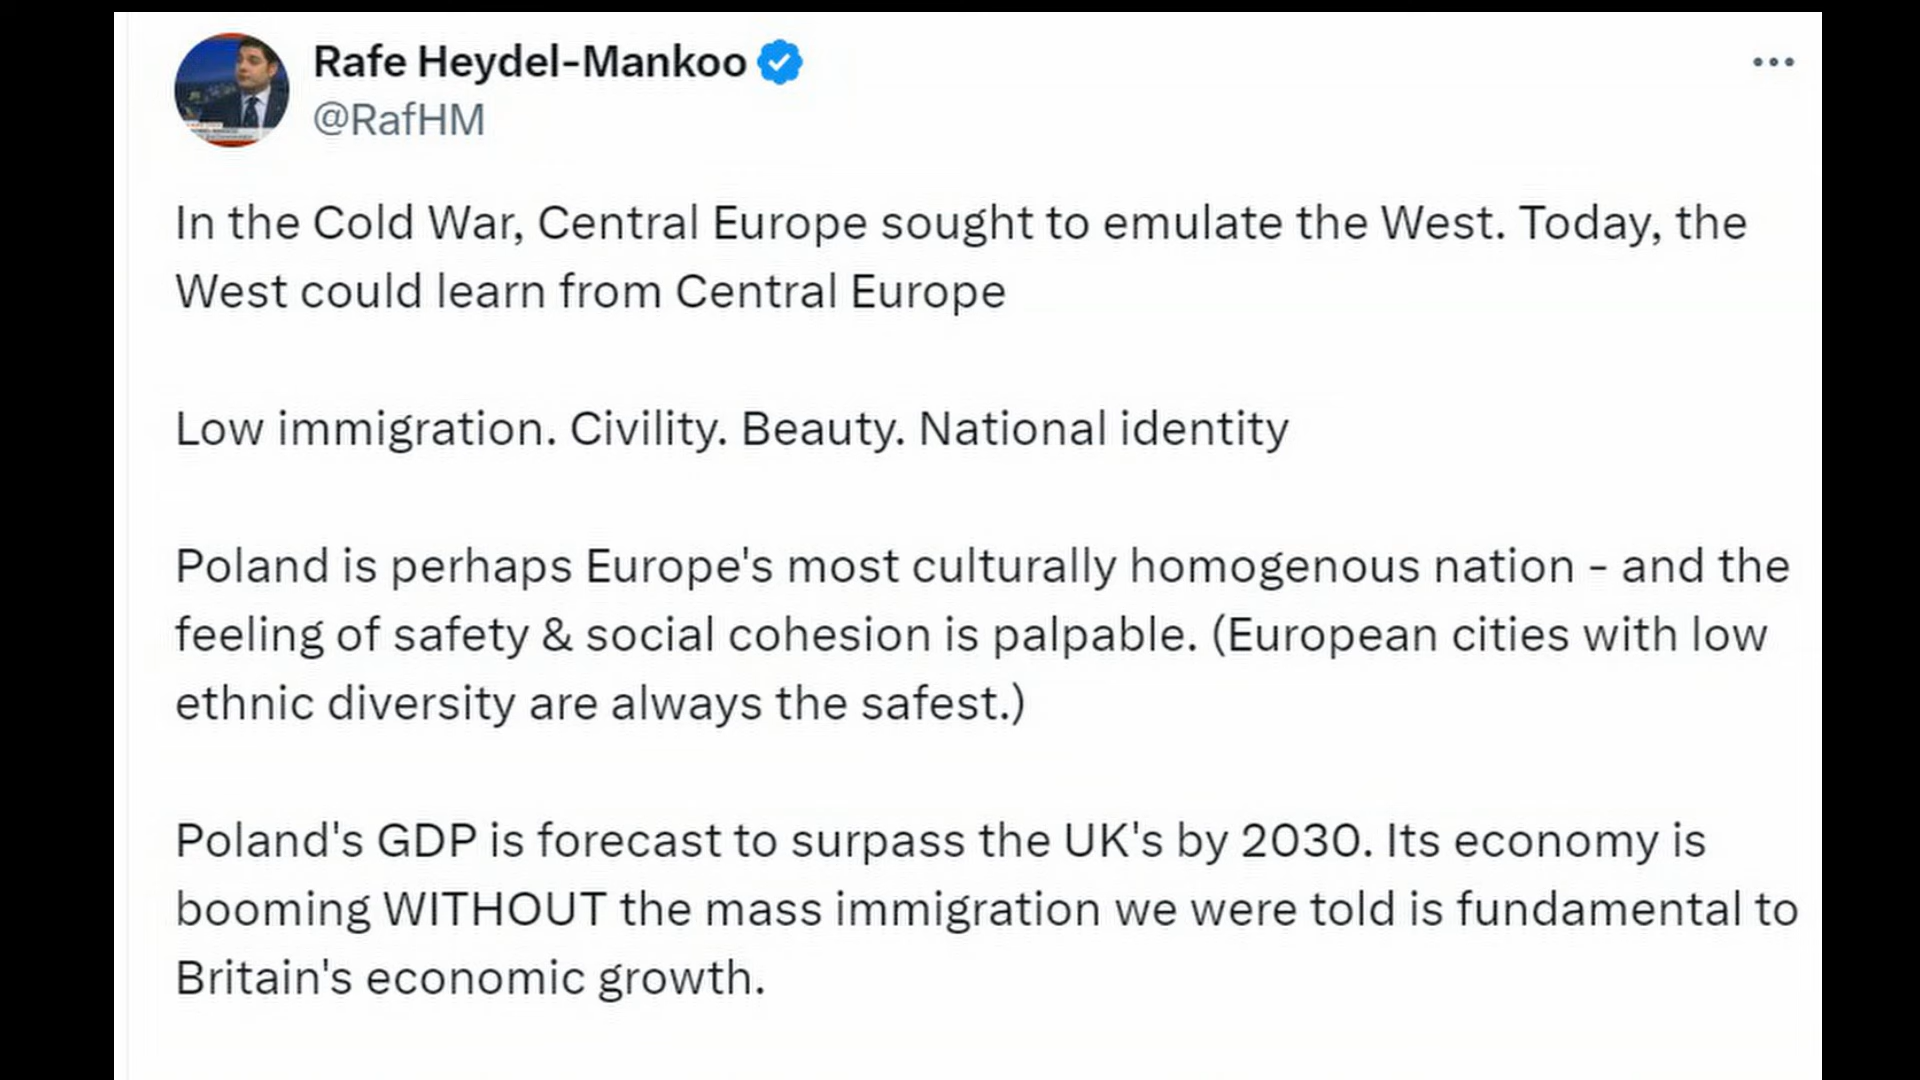 Rafe Heydel-Mankoo
@RafHM
In the Cold War, Central Europe sought to emulate the West. Today, the
West could learn from Central Europe
Low immigration. Civility. Beauty. National identity
Poland is perhaps Europe's most culturally homogenous nation - and the
feeling of safety & social cohesion is palpable. (European cities with low
ethnic diversity are always the safest.)
Poland's GDP is forecast to surpass the UK's by 2030. Its economy is
booming WITHOUT the mass immigration we were told is fundamental to
Britain's economic growth.